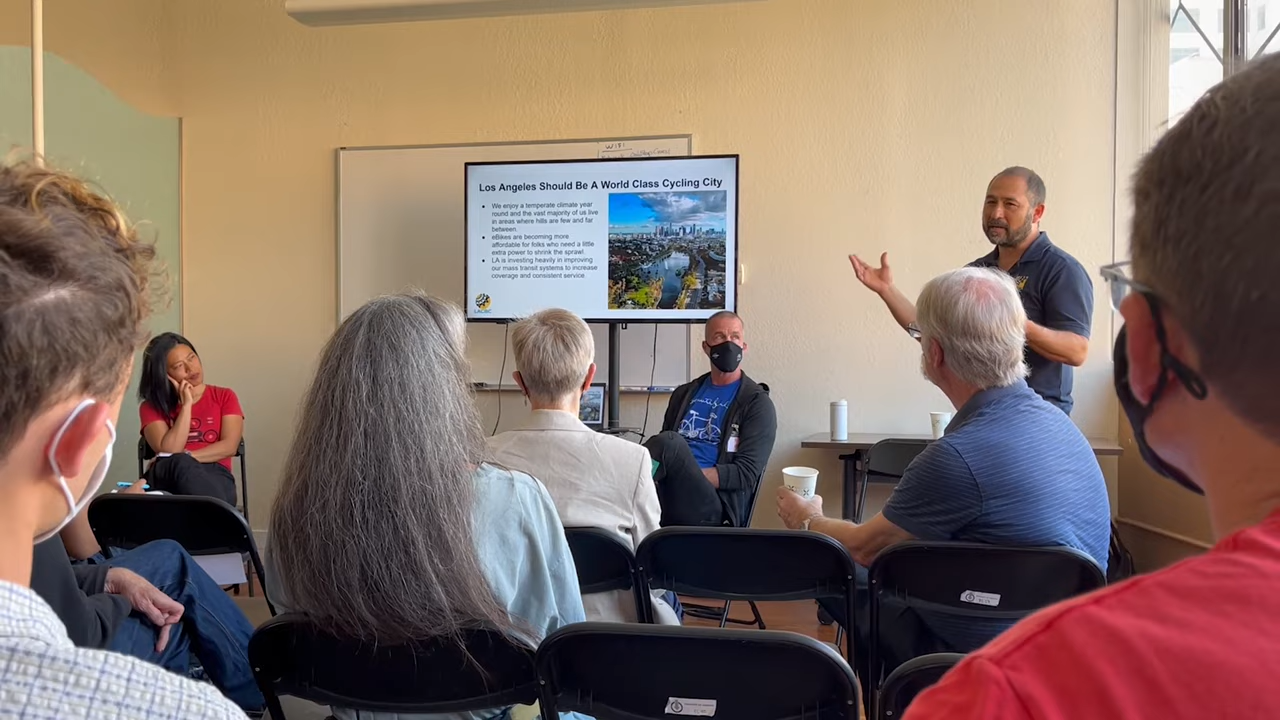 W151
Los Angeles Should Be A World Class Cycling City
We enjoy a temperate climate year
round and the vast majority of us live
in areas where hills are few and far
between.
eBikes are becoming more
affordable for folks who need a little
extra power to shrink the sprawl.
LA is investing heavily in improving
our mass transit systems to increase
coverage and consistent service.
LACBC